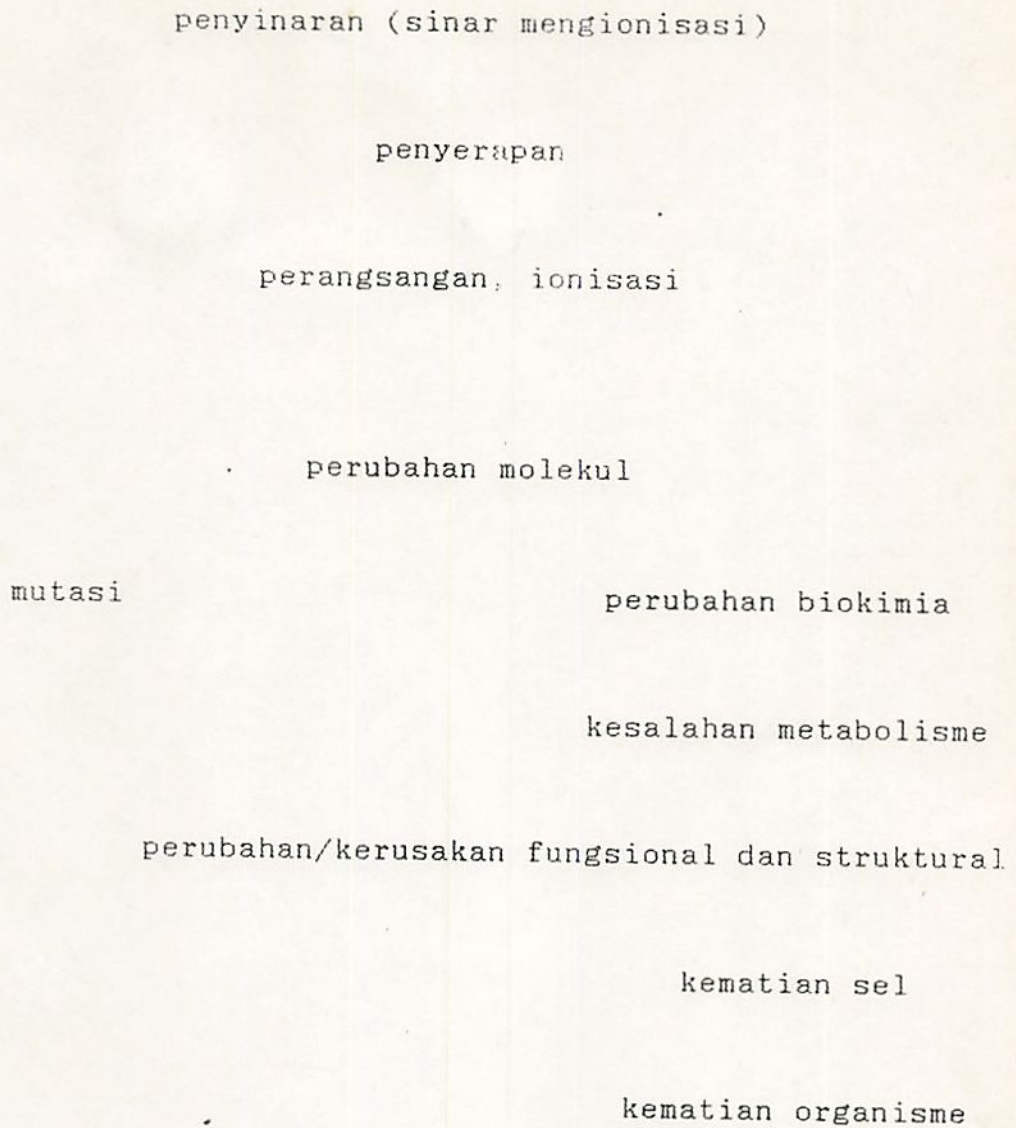 penyinaran (sinar mengionisasi)
penyerapan
perangsangan, ionisasi
perubahan molekul
mutasi perubahan biokimia
kesalahan metabolisme
perubahan/kerusakan fungsional dan struktural
kematian sel
kematian organisme